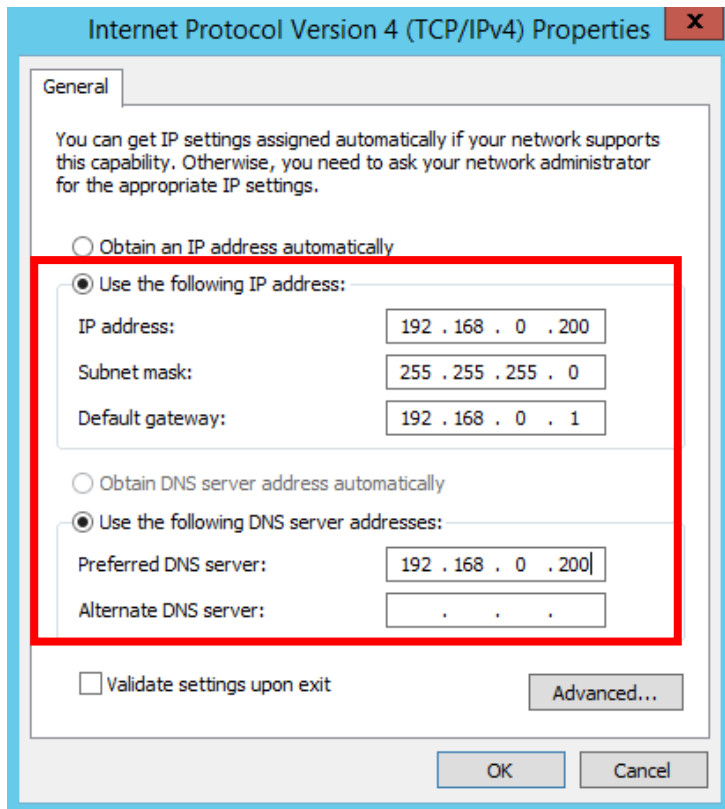 Internet Protocol Version 4 (TCP/IPv4) Properties
x
General
You can get IP settings assigned automatically if your network supports
this capability. Otherwise, you need to ask your network administrator
for the appropriate IP settings.
Obtain an IP address automatically
Use the following IP address:
IP address: 192 . 168 . 0 . 200
Subnet mask: 255 . 255 . 255 . 0
Default gateway: 192 . 168 . 0 . 1
Obtain DNS server address automatically
Use the following DNS server addresses:
Preferred DNS server: 192 . 168 . 0 . 200
Alternate DNS server: . . .
Validate settings upon exit
Advanced...
OK Cancel